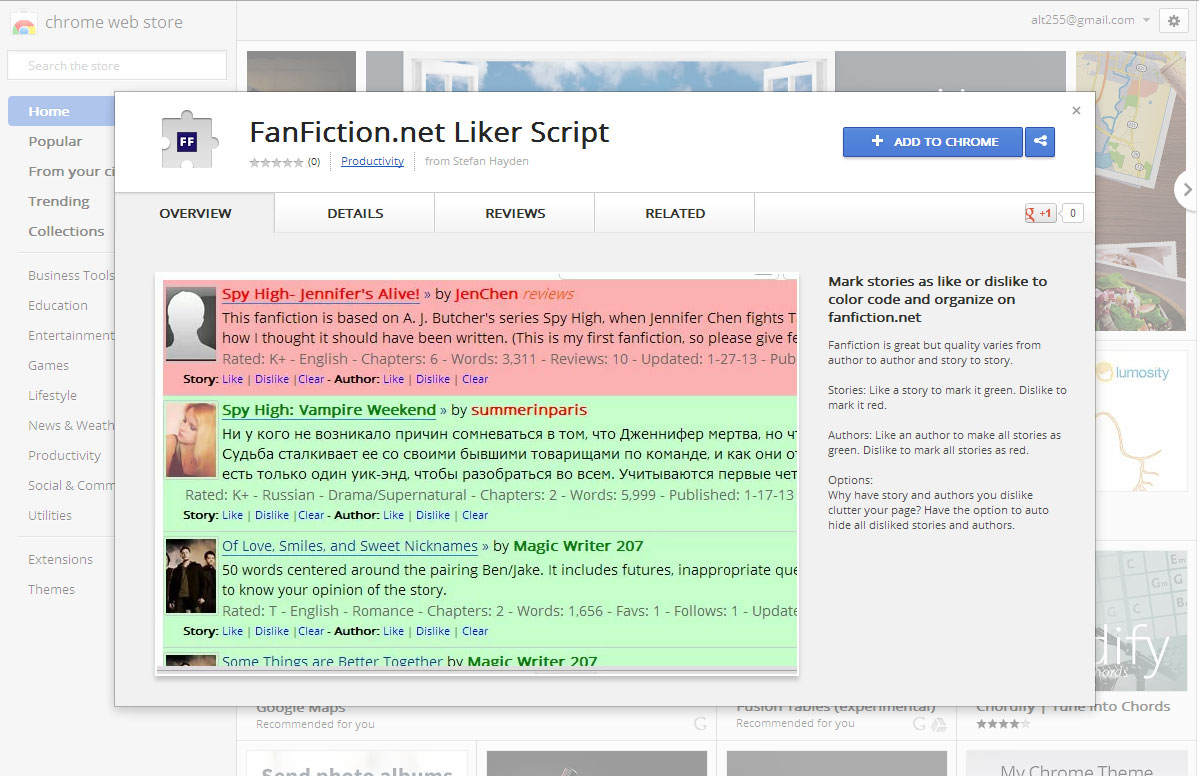 chrome web store
alt255@gmail.com
Search the store
Home
Popular
From your ci
Trending
Collections
Business Tools
Education
Entertainment
Games
Lifestyle
News & Weath
Productivity
Social & Comm
Utilities
Extensions
Themes
FF
FanFiction.net Liker Script
(0) Productivity from Stefan Hayden
+ ADD TO CHROME
OVERVIEW DETAILS REVIEWS RELATED
g +1 0
Spy High- Jennifer's Alive! » by JenChen reviews
This fanfiction is based on A. J. Butcher's series Spy High, when Jennifer Chen fights T
how I thought it should have been written. (This is my first fanfiction, so please give fe
Rated: K+ - English - Chapters: 6 - Words: 3,311 - Reviews: 10 - Updated: 1-27-13 - Pub
Story: Like | Dislike |Clear - Author: Like | Dislike | Clear
Spy High: Vampire Weekend » by summerinparis
Ни у кого не возникало причин сомневаться в том, что Дженнифер мертва, но чт
Судьба сталкивает ее со своими бывшими товарищами по команде, и как они от
есть только один уик-энд, чтобы разобраться во всем. Учитываются первые чет
Rated: K+ - Russian - Drama/Supernatural - Chapters: 2 - Words: 5,999 - Published: 1-17-13
Story: Like | Dislike |Clear - Author: Like | Dislike | Clear
Of Love, Smiles, and Sweet Nicknames » by Magic Writer 207
50 words centered around the pairing Ben/Jake. It includes futures, inappropriate que
to know your opinion of the story.
Rated: T - English - Romance - Chapters: 2 - Words: 1,656 - Favs: 1 - Follows: 1 - Update
Story: Like | Dislike |Clear - Author: Like | Dislike | Clear
Some Things are Better Together by Magic Writer 207
Mark stories as like or dislike to
color code and organize on
fanfiction.net
Fanfiction is great but quality varies from
author to author and story to story.
Stories: Like a story to mark it green. Dislike to
mark it red.
Authors: Like an author to make all stories as
green. Dislike to mark all stories as red.
Options:
Why have story and authors you dislike
clutter your page? Have the option to auto
hide all disliked stories and authors.
lumosity
dify
Google Maps
Recommended for you
Fusion Tables (experimental)
Recommended for you
Chordify | Tune Into Chords
Send photo albums
My Chrome Theme